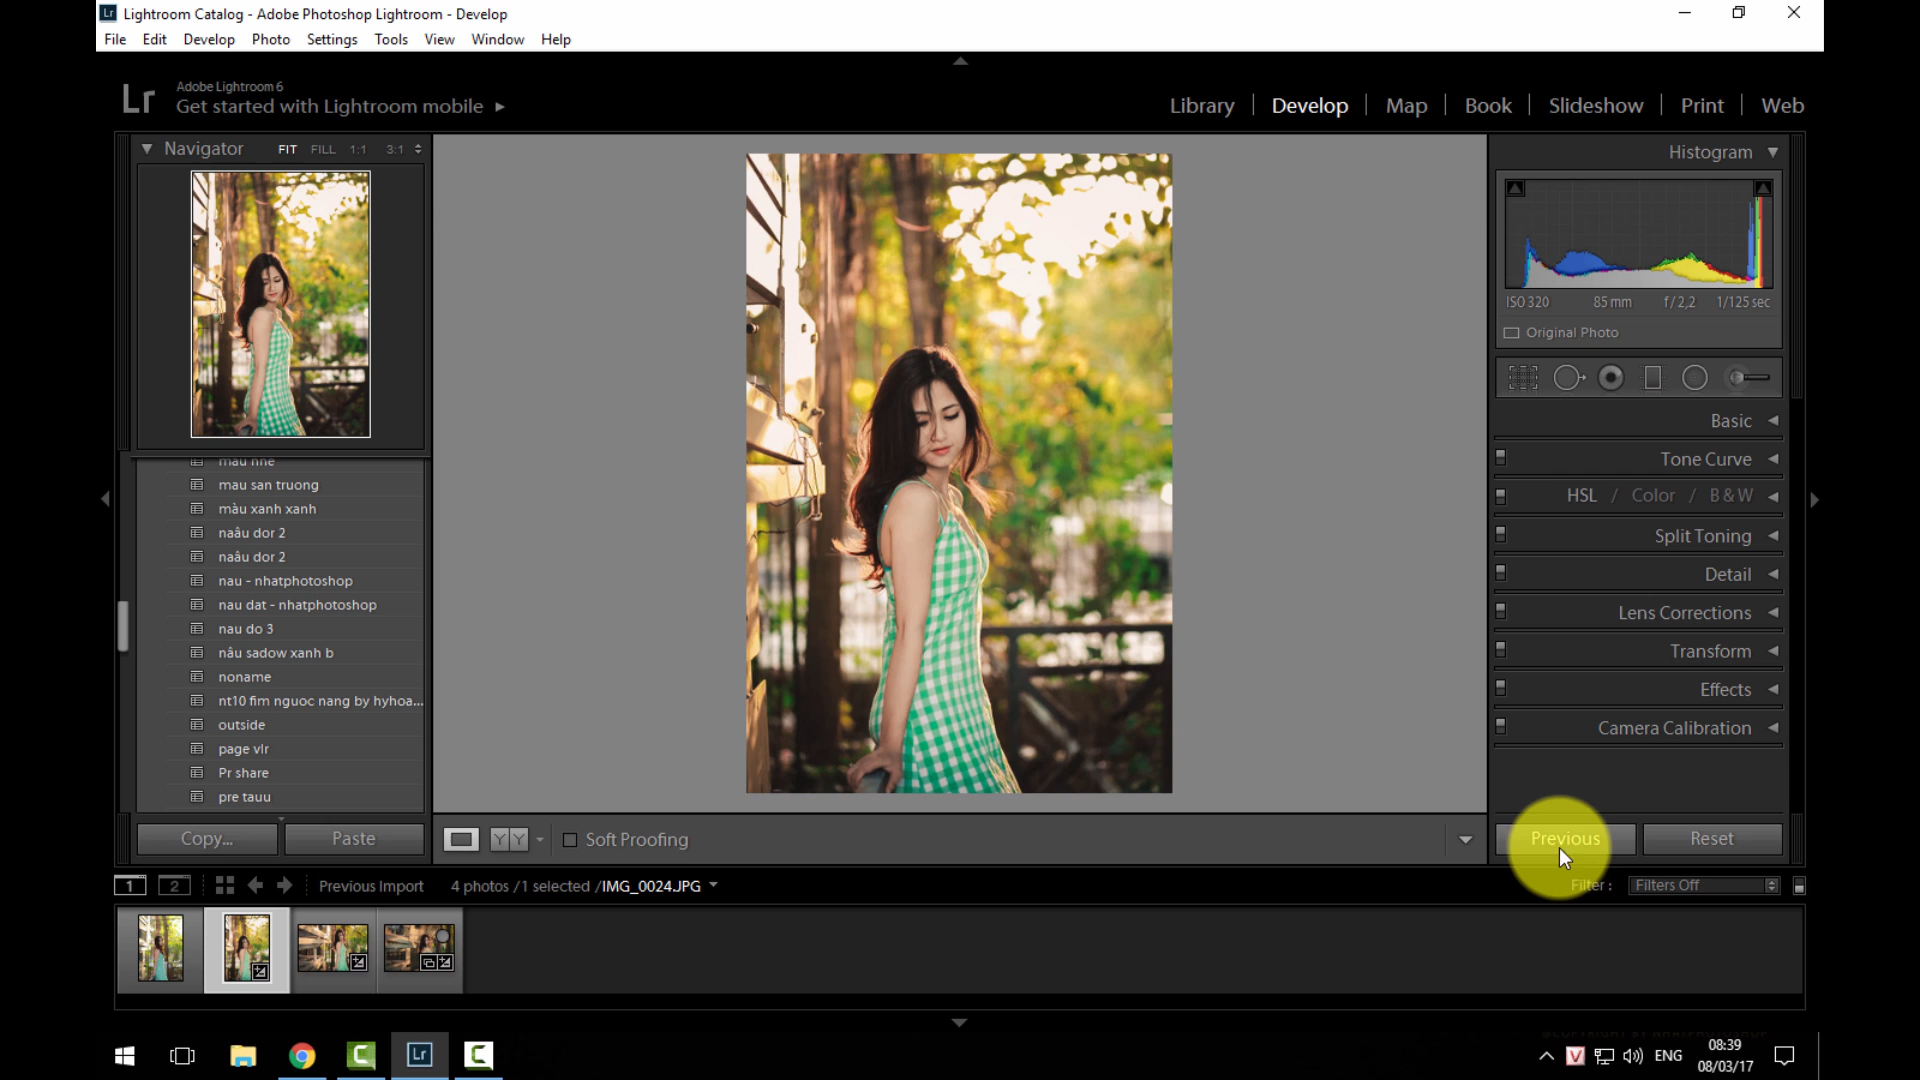 Lightroom Catalog - Adobe Photoshop Lightroom - Develop
File Edit Develop Photo Settings Tools View Window Help
Lr
Adobe Lightroom 6
Get started with Lightroom mobile
Library Develop Map Book Slideshow Print Web
Navigator FIT FILL 1:1 3:1
Histogram
ISO 320 85 mm f / 2,2 1/125 sec
Original Photo
Basic
Tone Curve
HSL / Color / B & W
Split Toning
Detail
Lens Corrections
Transform
Effects
Camera Calibration
mau nhe
mau san truong
màu xanh xanh
naâu dor 2
naâu dor 2
nau - nhatphotoshop
nau dat - nhatphotoshop
nau do 3
nâu sadow xanh b
noname
nt10 fim nguoc nang by hyhoa...
outside
page vlr
Pr share
pre tauu
Copy... Paste
Y Y Soft Proofing
Previous Reset
1 2 Previous Import 4 photos / 1 selected / IMG_0024.JPG
Filter : Filters Off
Lr
V ENG
08:39
08/03/17